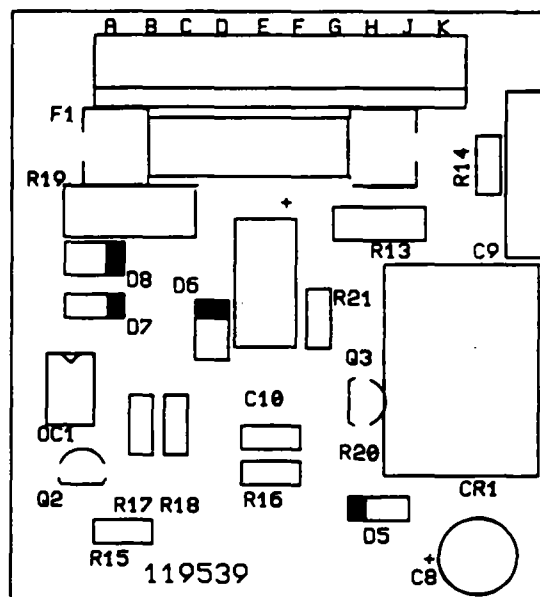 A B C D E F G H J K
F1
R14
R19
+
R13
C9
D8
D6
R21
D7
Q3
C10
OC1
R20
Q2
R17 R18
R16
CR1
D5
R15
119539
+
C8